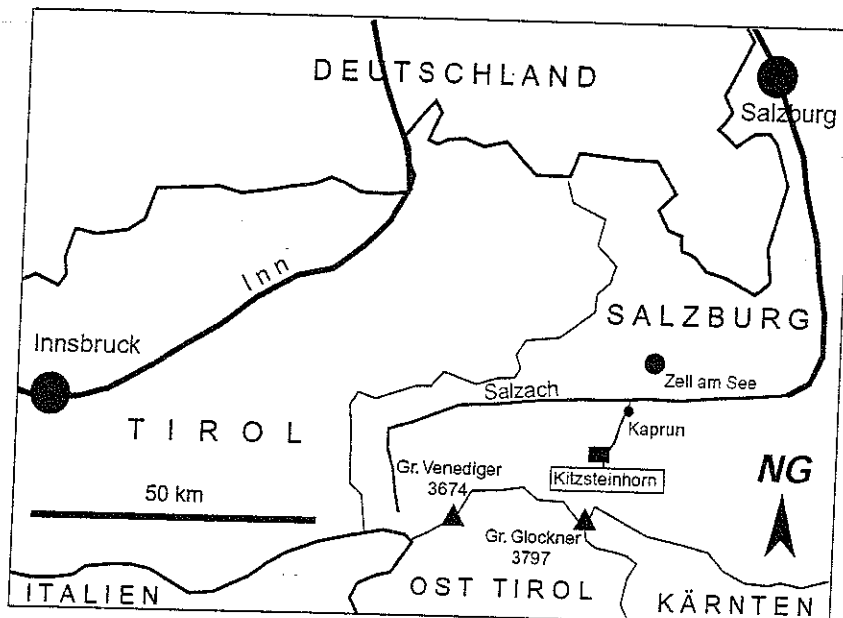 DEUTSCHLAND
Salzburg
Inn
SALZBURG
Innsbruck
Zell am See
Salzach
TIROL
Kaprun
Gr. Venediger
3674
NG
Kitzsteinhorn
50 km
Gr. Glockner
3797
ITALIEN
OST TIROL
KÄRNTEN